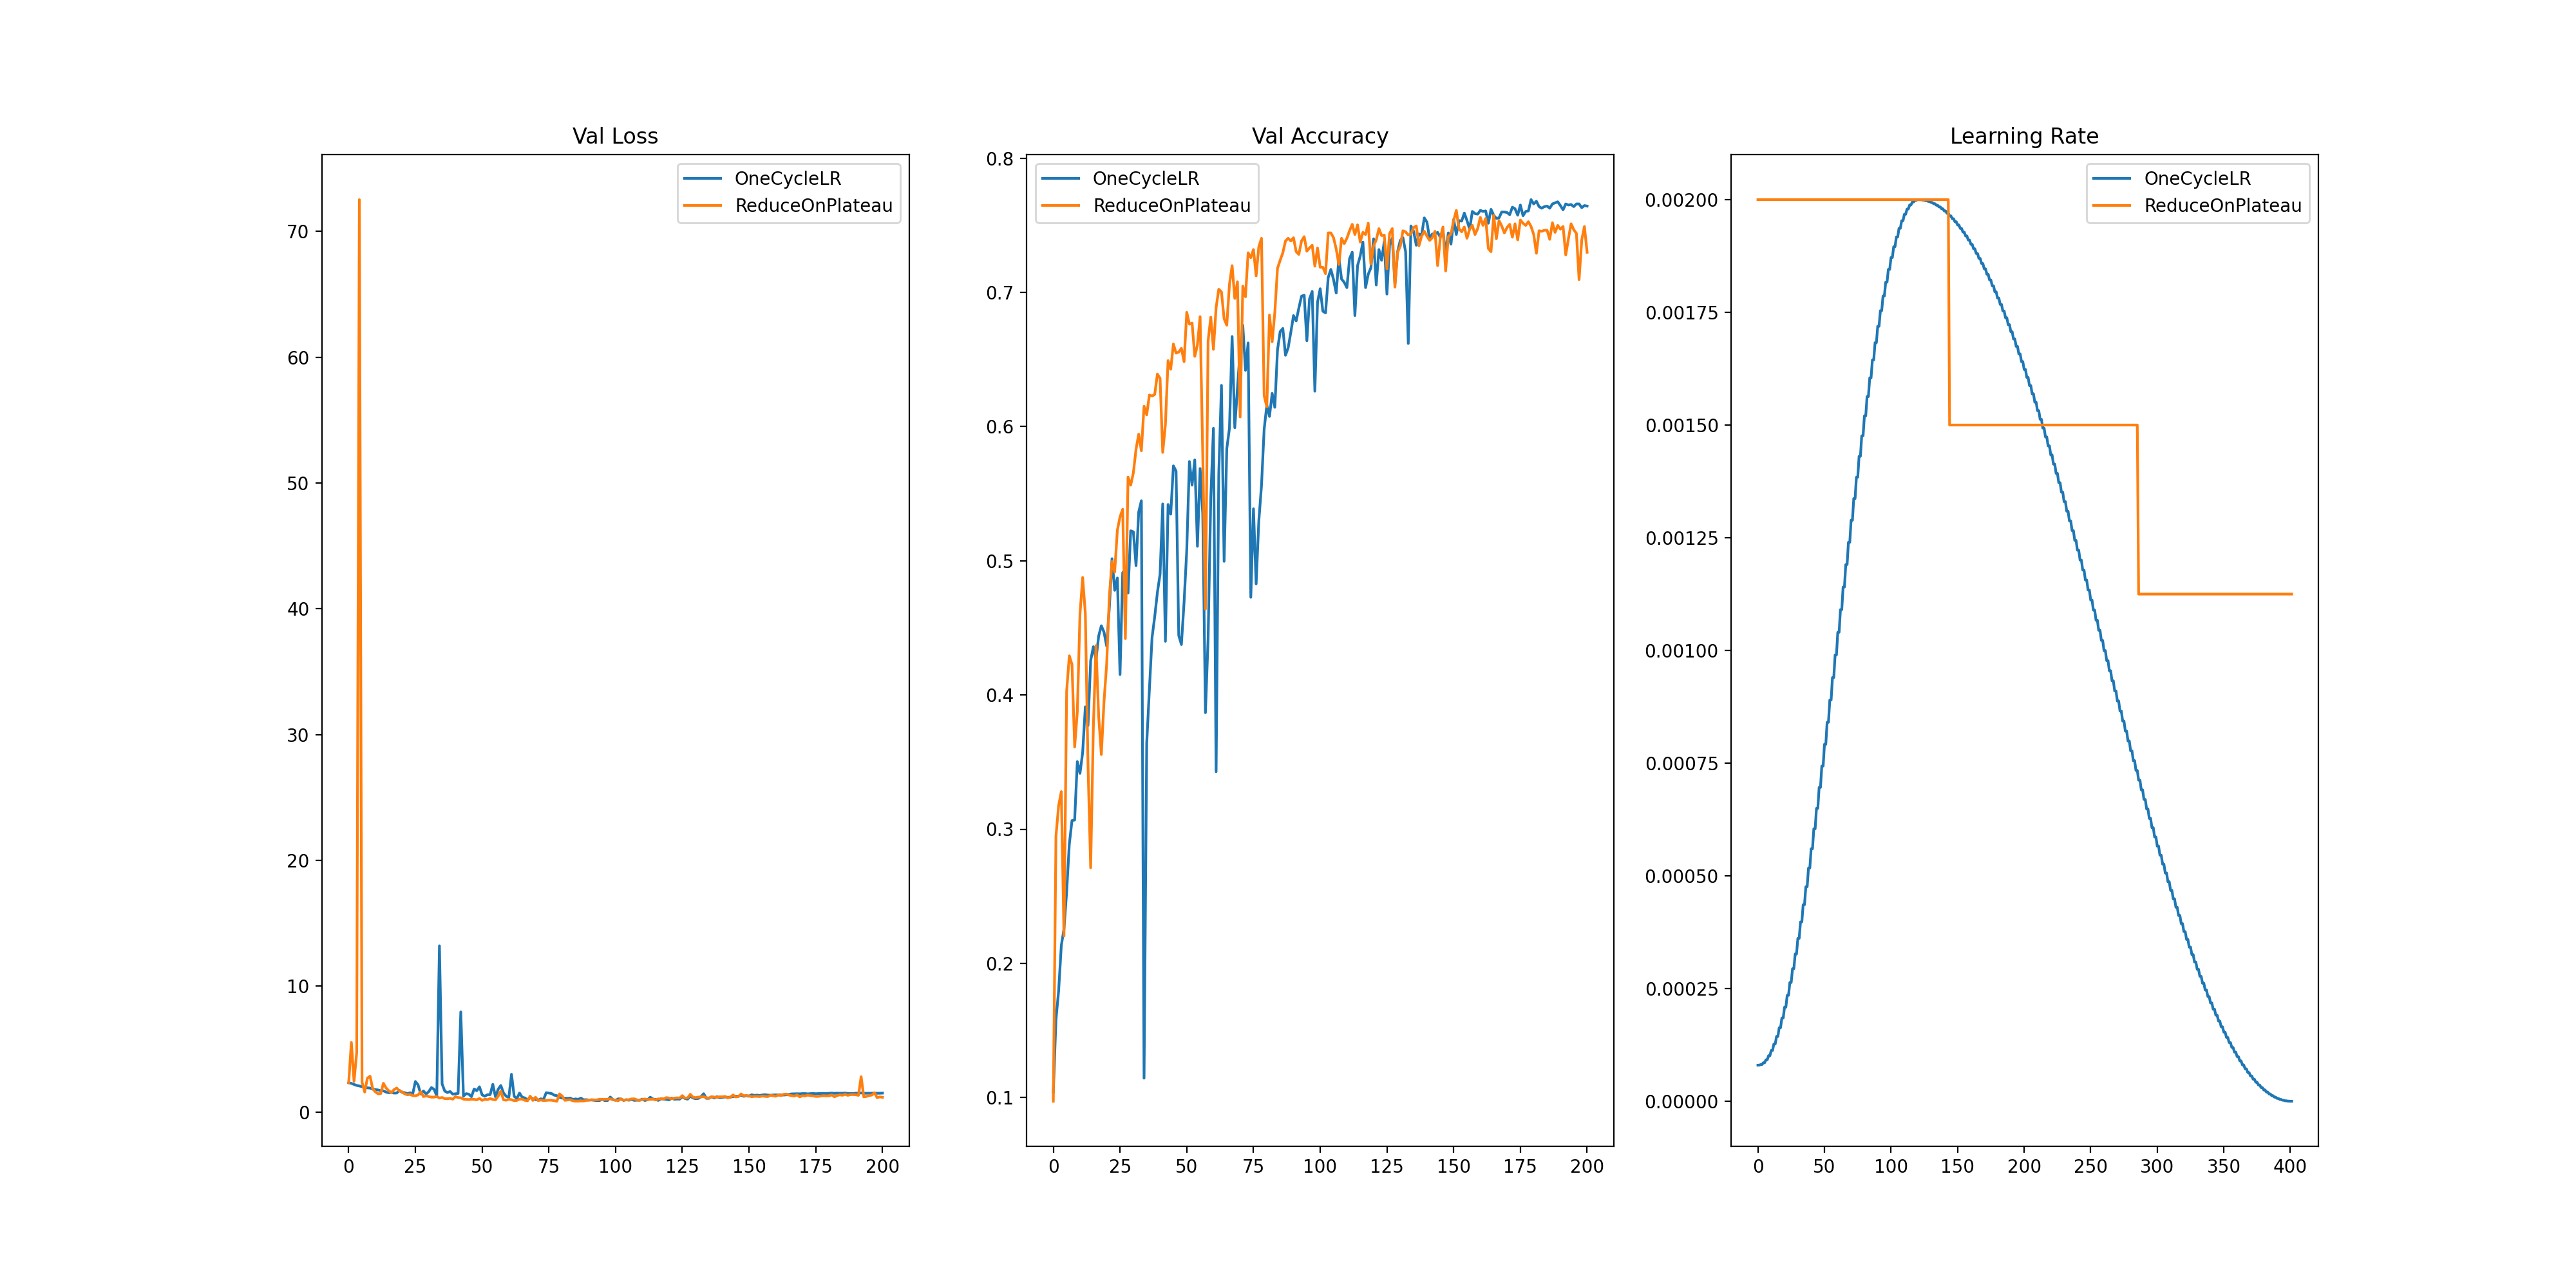 Val Loss
OneCycleLR
ReduceOnPlateau
70
60
50
40
30
20
10
0
0 25 50 75 100 125 150 175 200
Val Accuracy
OneCycleLR
ReduceOnPlateau
0.8
0.7
0.6
0.5
0.4
0.3
0.2
0.1
0 25 50 75 100 125 150 175 200
Learning Rate
OneCycleLR
ReduceOnPlateau
0.00200
0.00175
0.00150
0.00125
0.00100
0.00075
0.00050
0.00025
0.00000
0 50 100 150 200 250 300 350 400